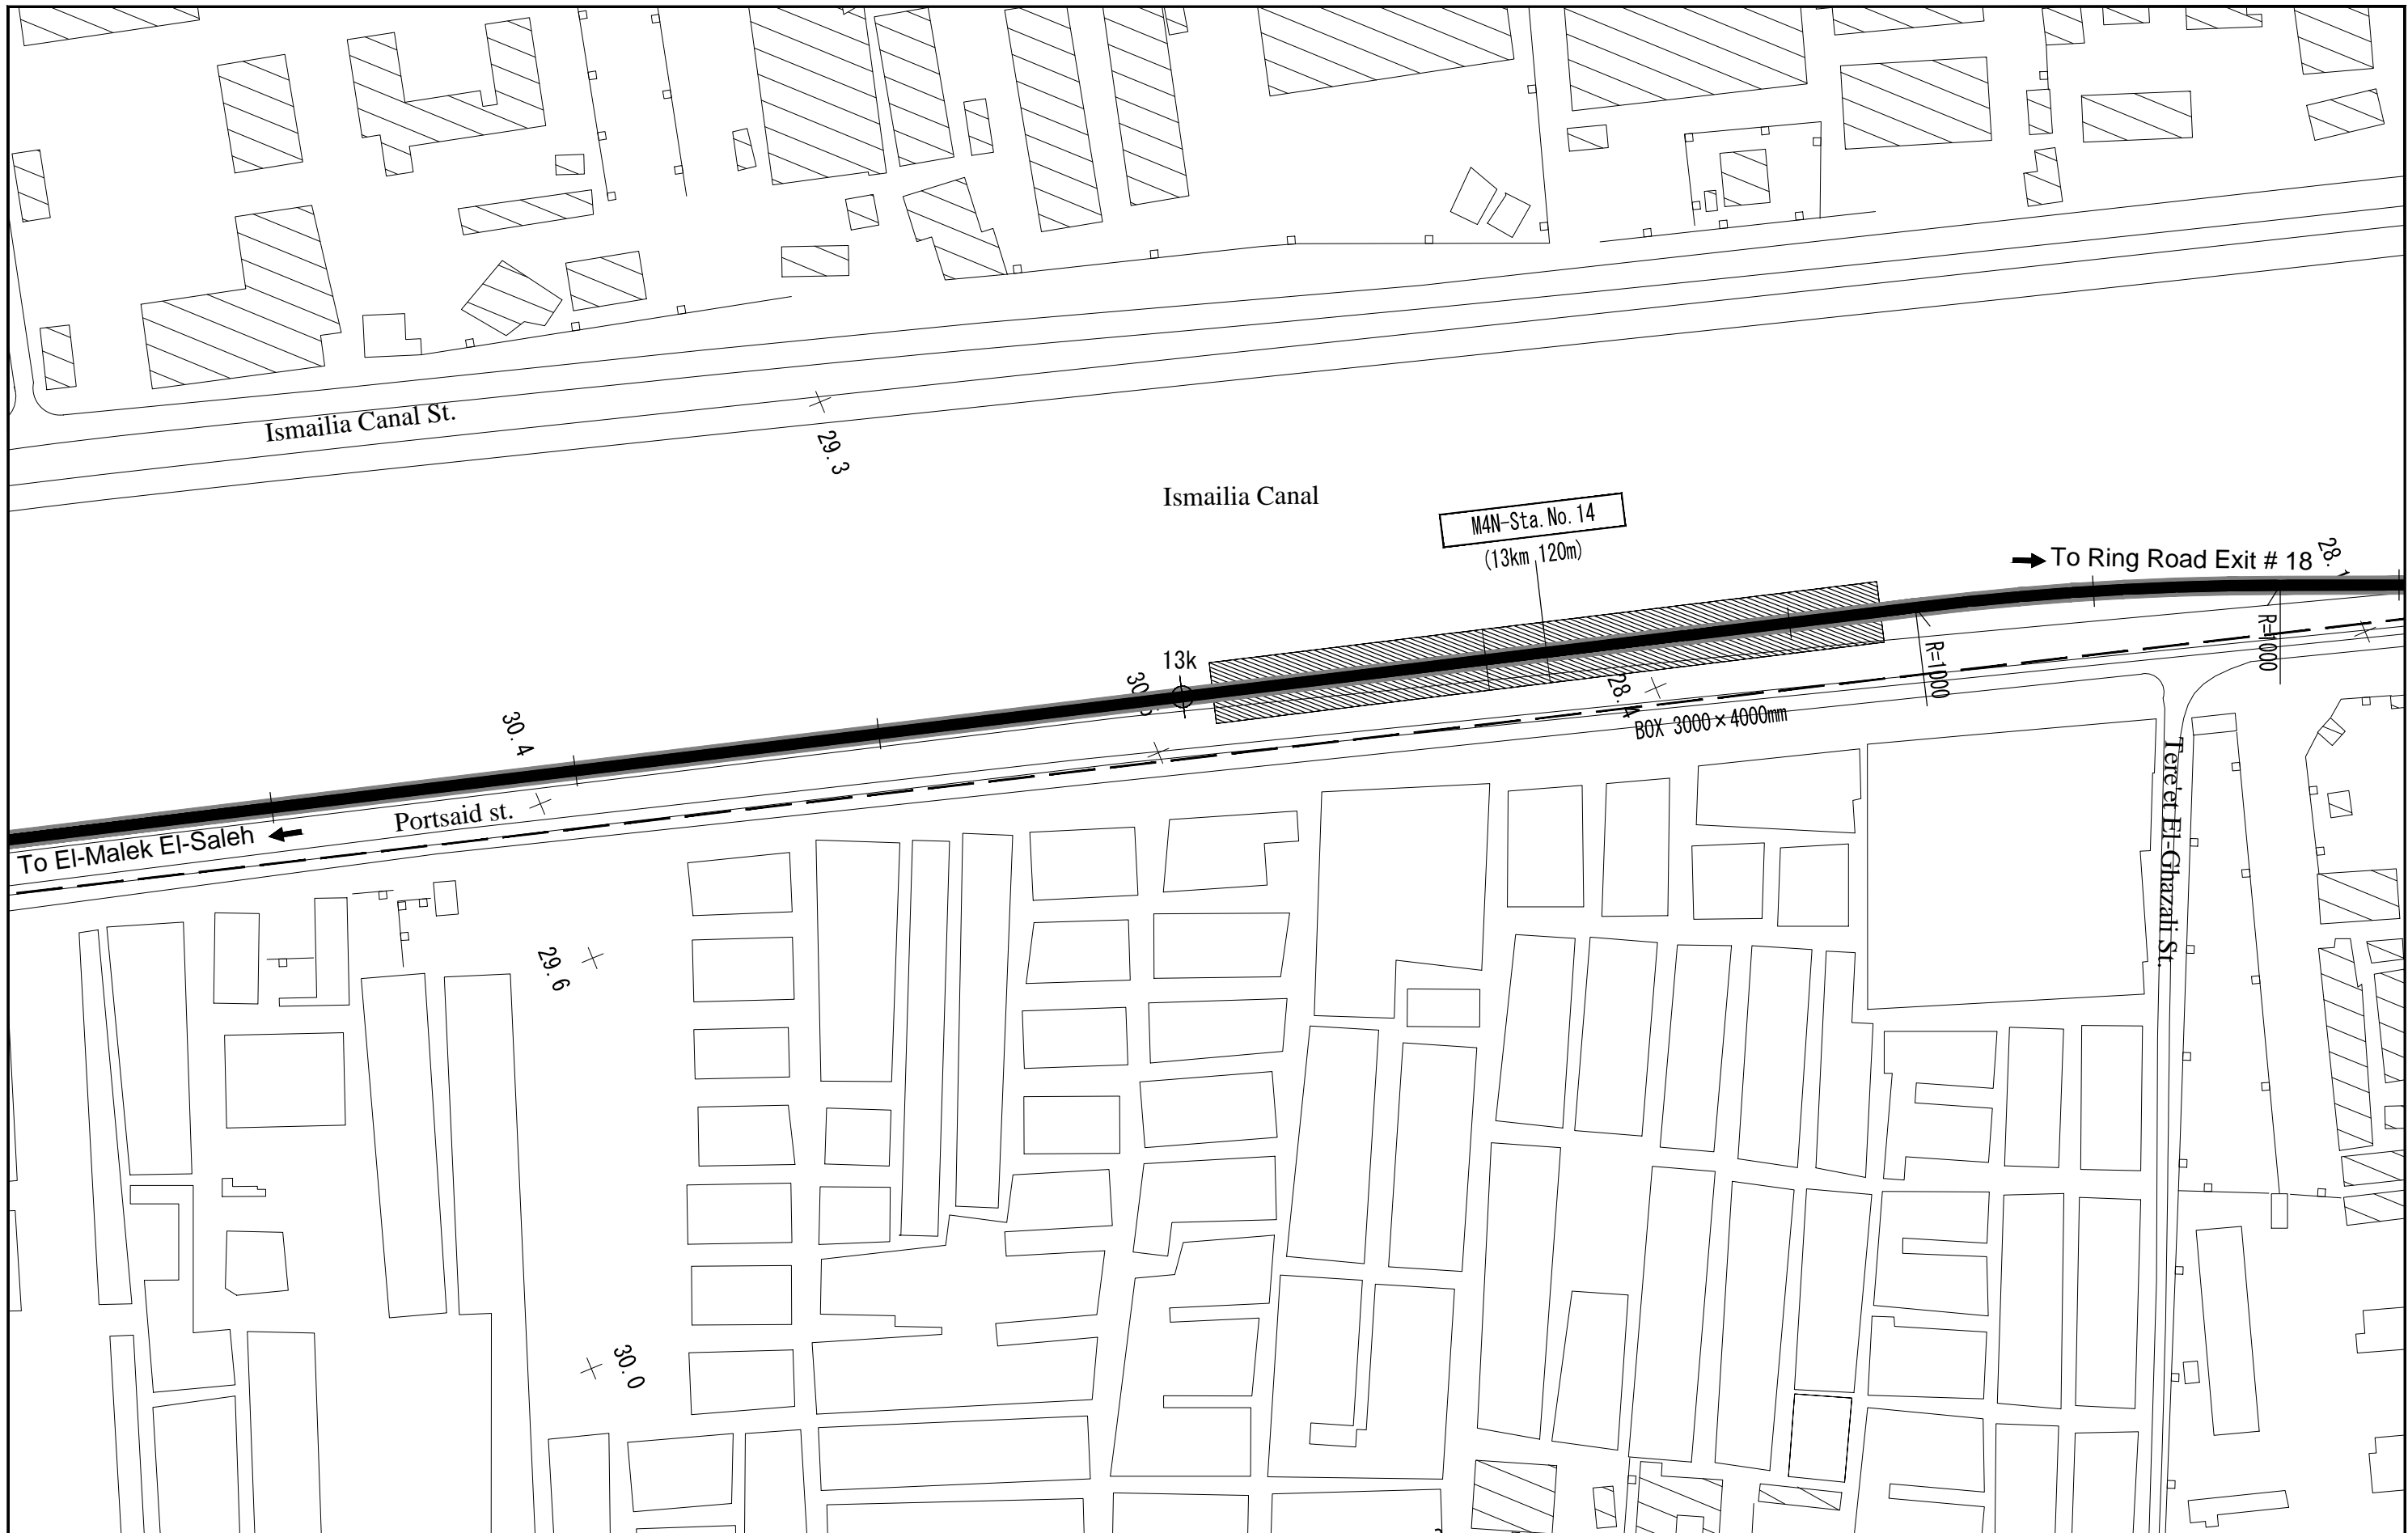 Ismailia Canal St.
29.3
Ismailia Canal
M4N-Sta.No.14
(13km 120m)
To Ring Road Exit # 18
28.1
R=1000
R=1000
13k
28.4
BOX 3000×4000mm
30.4
Portsaid st.
To El-Malek El-Saleh
Tere'et El-Ghazali St.
29.6
30.0